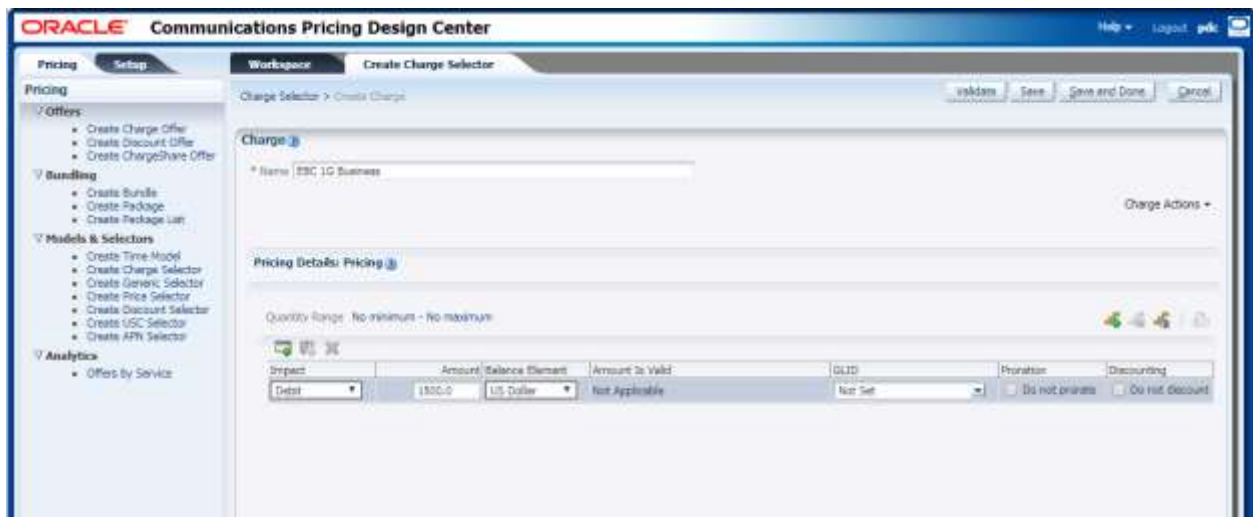 ORACLE Communications Pricing Design Center
Help Logout pdc
Pricing Setup Workspace Create Charge Selector
Pricing
Charge Selector > Create Charge
Validate Save Save and Done Cancel
Offers
Create Charge Offer
Create Discount Offer
Create ChargeShare Offer
Bundling
Create Bundle
Create Package
Create Package List
Models & Selectors
Create Time Model
Create Charge Selector
Create Generic Selector
Create Price Selector
Create Discount Selector
Create USC Selector
Create APN Selector
Analytics
Offers by Service
Charge
* Name EBC 1G Business
Charge Actions
Pricing Details: Pricing
Quantity Range No minimum - No maximum
Impact Amount Balance Element Amount Is Valid GLID Proration Discounting
Debit 1500.0 US Dollar Not Applicable Not Set Do not prorate Do not discount